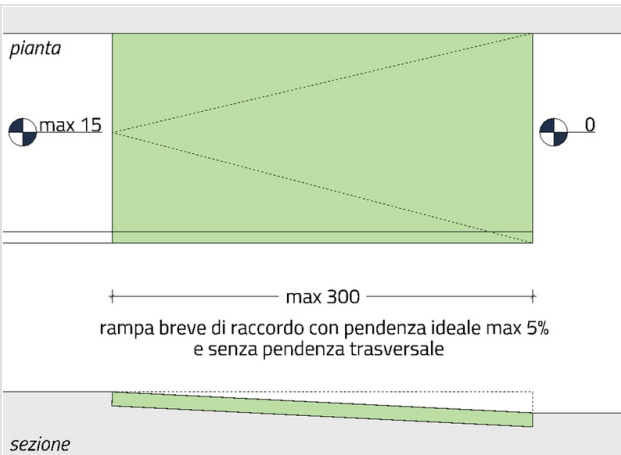 pianta
max 15
0
max 300
rampa breve di raccordo con pendenza ideale max 5%
e senza pendenza trasversale
sezione